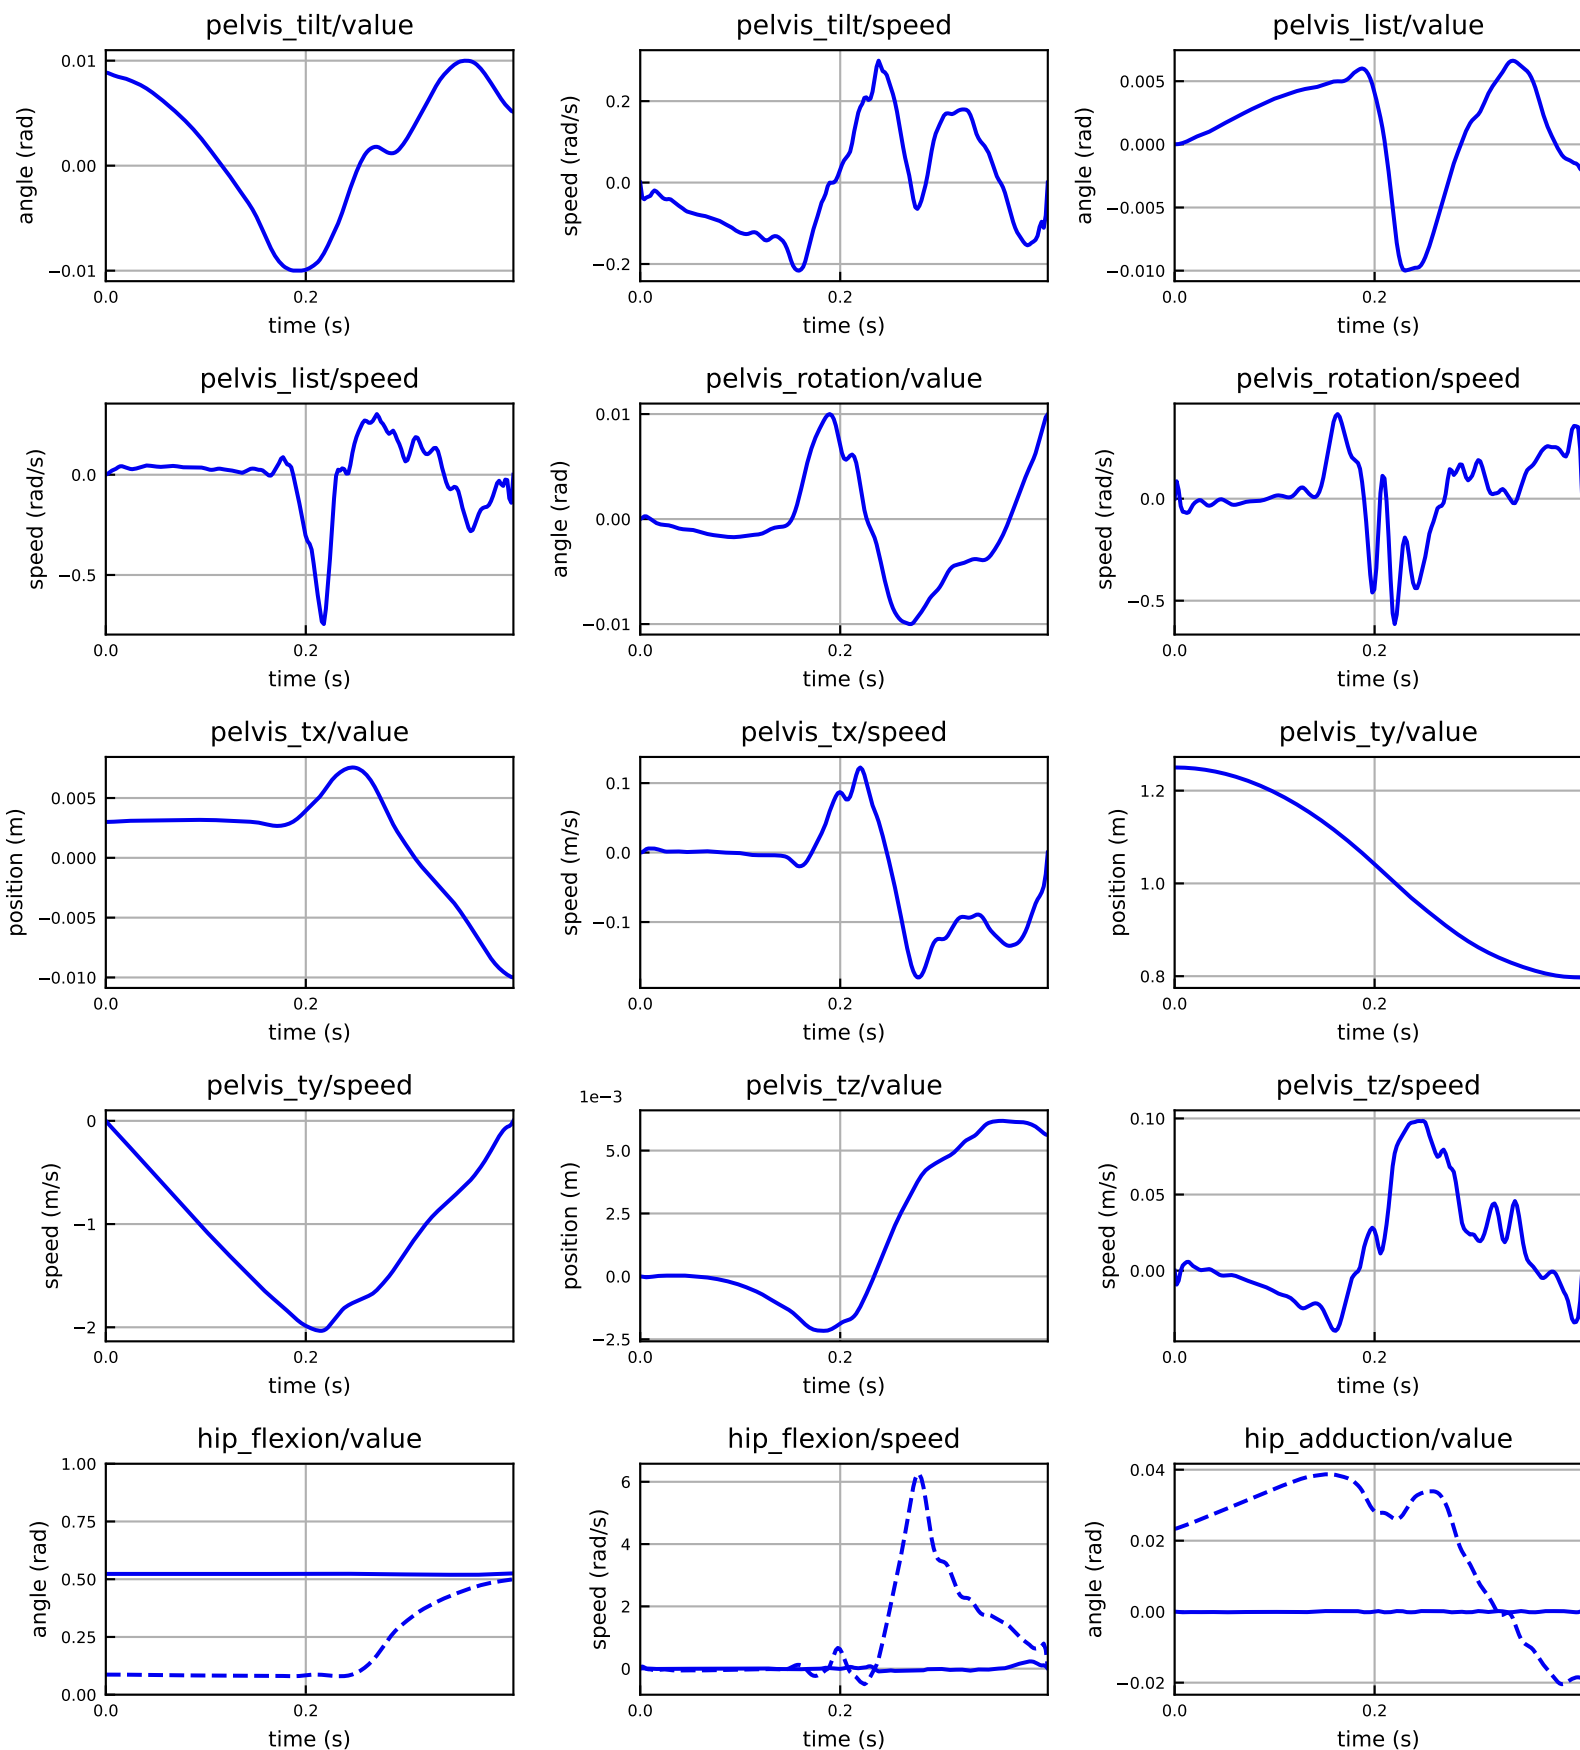 pelvis_tilt/value
angle (rad)
0.01
0.00
−0.01
0.0
0.2
time (s)
pelvis_tilt/speed
speed (rad/s)
0.2
0.0
−0.2
0.0
0.2
time (s)
pelvis_list/value
angle (rad)
0.005
0.000
−0.005
−0.010
0.0
0.2
time (s)
pelvis_list/speed
speed (rad/s)
0.0
−0.5
0.0
0.2
time (s)
pelvis_rotation/value
angle (rad)
0.01
0.00
−0.01
0.0
0.2
time (s)
pelvis_rotation/speed
speed (rad/s)
0.0
−0.5
0.0
0.2
time (s)
pelvis_tx/value
position (m)
0.005
0.000
−0.005
−0.010
0.0
0.2
time (s)
pelvis_tx/speed
speed (m/s)
0.1
0.0
−0.1
0.0
0.2
time (s)
pelvis_ty/value
position (m)
1.2
1.0
0.8
0.0
0.2
time (s)
pelvis_ty/speed
speed (m/s)
0
−1
−2
0.0
0.2
time (s)
pelvis_tz/value
1e−3
position (m)
5.0
2.5
0.0
−2.5
0.0
0.2
time (s)
pelvis_tz/speed
speed (m/s)
0.10
0.05
0.00
0.0
0.2
time (s)
hip_flexion/value
angle (rad)
1.00
0.75
0.50
0.25
0.00
0.0
0.2
time (s)
hip_flexion/speed
speed (rad/s)
6
4
2
0
0.0
0.2
time (s)
hip_adduction/value
angle (rad)
0.04
0.02
0.00
−0.02
0.0
0.2
time (s)